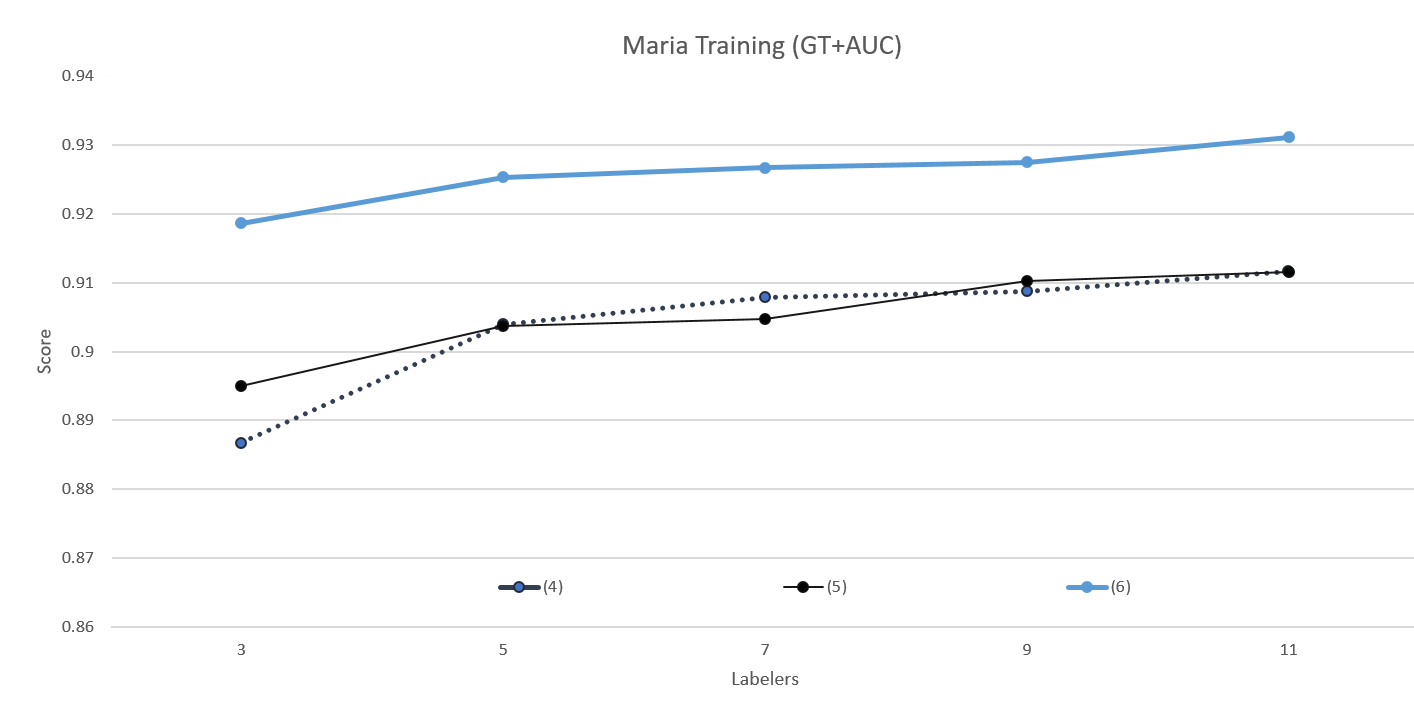 Maria Training (GT+AUC)
0.94
0.93
0.92
0.91
0.9
0.89
0.88
0.87
0.86
Score
(4) (5) (6)
3 5 7 9 11
Labelers